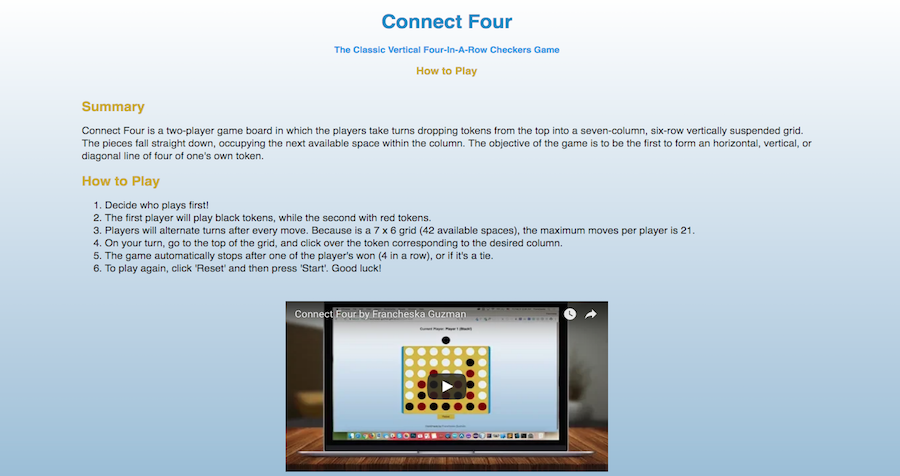 Connect Four
The Classic Vertical Four-In-A-Row Checkers Game
How to Play
Summary
Connect Four is a two-player game board in which the players take turns dropping tokens from the top into a seven-column, six-row vertically suspended grid.
The pieces fall straight down, occupying the next available space within the column. The objective of the game is to be the first to form an horizontal, vertical, or
diagonal line of four of one's own token.
How to Play
1. Decide who plays first!
2. The first player will play black tokens, while the second with red tokens.
3. Players will alternate turns after every move. Because is a 7 x 6 grid (42 available spaces), the maximum moves per player is 21.
4. On your turn, go to the top of the grid, and click over the token corresponding to the desired column.
5. The game automatically stops after one of the player's won (4 in a row), or if it's a tie.
6. To play again, click 'Reset' and then press 'Start'. Good luck!
Connect Four by Francheska Guzman
Current Player: Player 1 (Black)